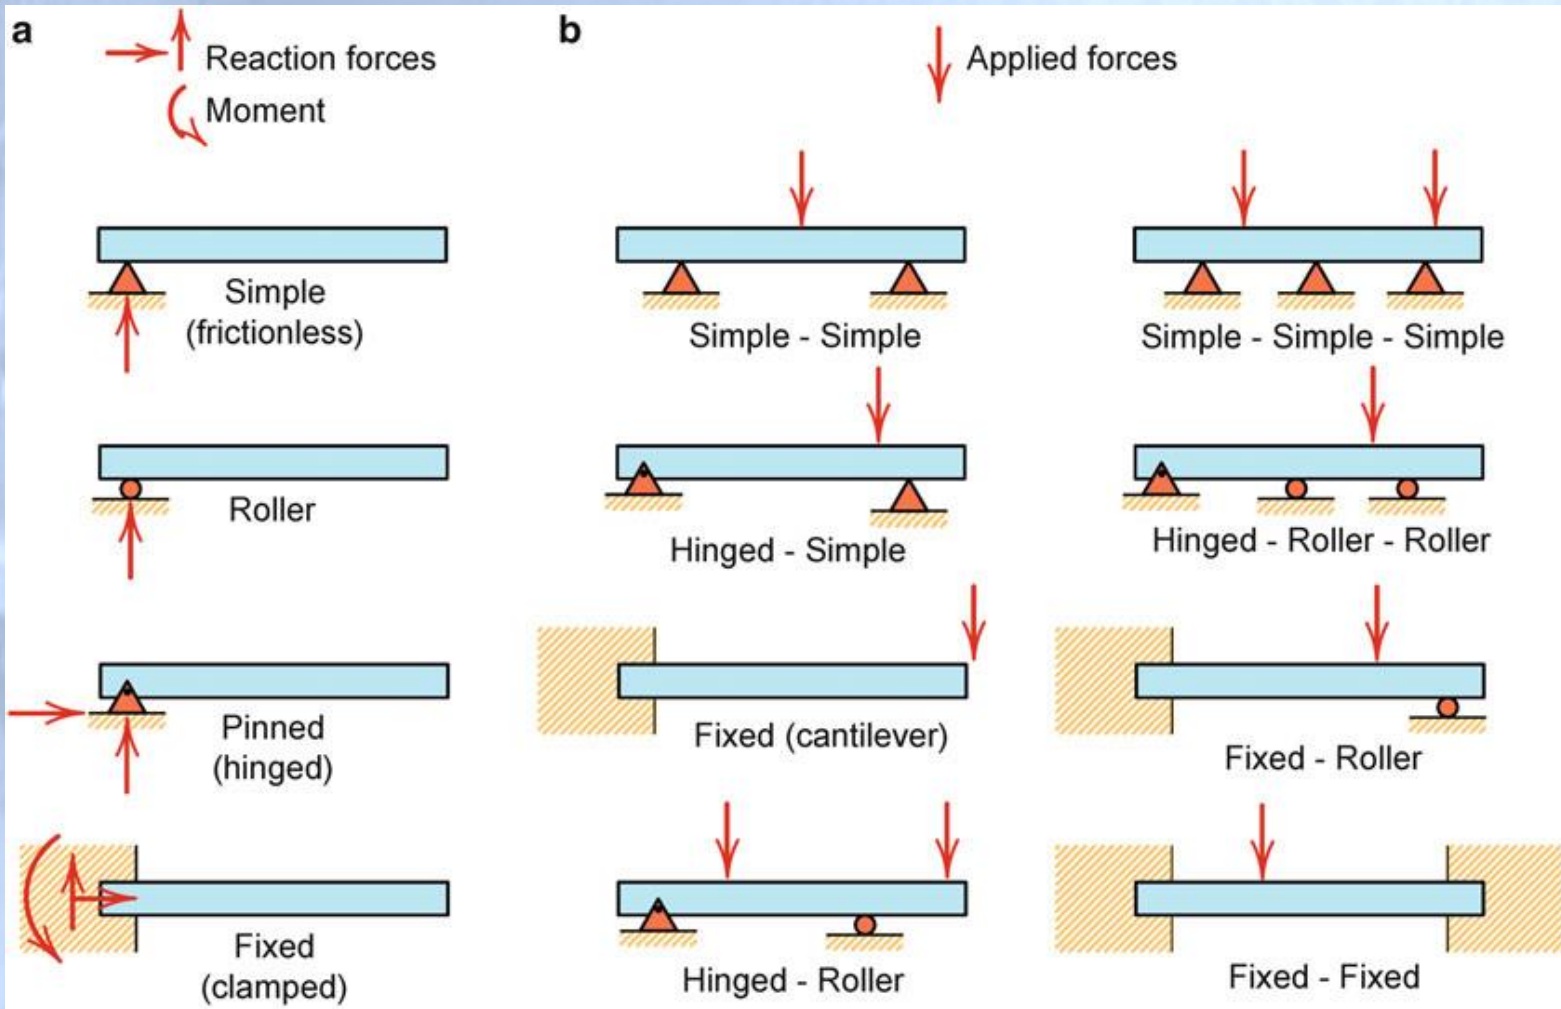 a
Reaction forces
Moment
Simple
(frictionless)
Roller
Pinned
(hinged)
Fixed
(clamped)
b
Applied forces
Simple - Simple
Simple - Simple - Simple
Hinged - Simple
Hinged - Roller - Roller
Fixed (cantilever)
Fixed - Roller
Hinged - Roller
Fixed - Fixed